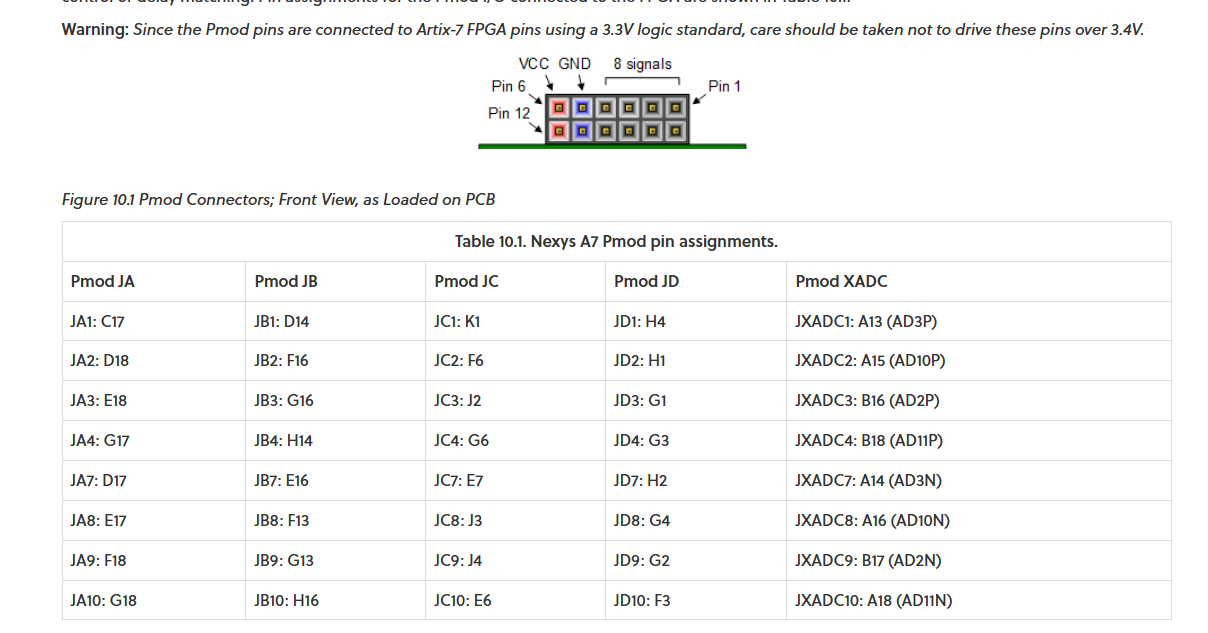 Warning: Since the Pmod pins are connected to Artix-7 FPGA pins using a 3.3V logic standard, care should be taken not to drive these pins over 3.4V.
VCC GND 8 signals
Pin 6 Pin 1
Pin 12
Figure 10.1 Pmod Connectors; Front View, as Loaded on PCB
Table 10.1. Nexys A7 Pmod pin assignments.
Pmod JA Pmod JB Pmod JC Pmod JD Pmod XADC
JA1: C17 JB1: D14 JC1: K1 JD1: H4 JXADC1: A13 (AD3P)
JA2: D18 JB2: F16 JC2: F6 JD2: H1 JXADC2: A15 (AD10P)
JA3: E18 JB3: G16 JC3: J2 JD3: G1 JXADC3: B16 (AD2P)
JA4: G17 JB4: H14 JC4: G6 JD4: G3 JXADC4: B18 (AD11P)
JA7: D17 JB7: E16 JC7: E7 JD7: H2 JXADC7: A14 (AD3N)
JA8: E17 JB8: F13 JC8: J3 JD8: G4 JXADC8: A16 (AD10N)
JA9: F18 JB9: G13 JC9: J4 JD9: G2 JXADC9: B17 (AD2N)
JA10: G18 JB10: H16 JC10: E6 JD10: F3 JXADC10: A18 (AD11N)